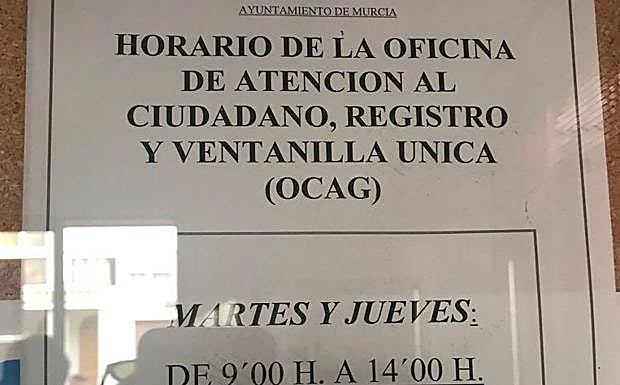 AYUNTAMIENTO DE MURCIA
HORARIO DE LA OFICINA
DE ATENCION AL
CIUDADANO, REGISTRO
Y VENTANILLA UNICA
(OCAG)
MARTES Y JUEVES:
DE 9´00 H. A 14´00 H.